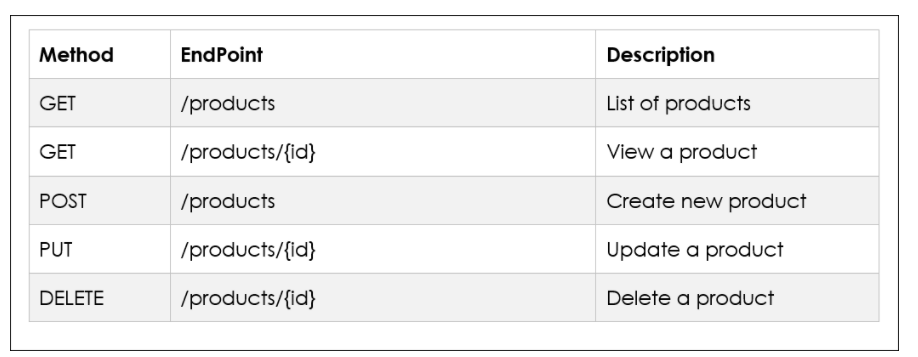 Method EndPoint Description
GET /products List of products
GET /products/{id} View a product
POST /products Create new product
PUT /products/{id} Update a product
DELETE /products/{id} Delete a product